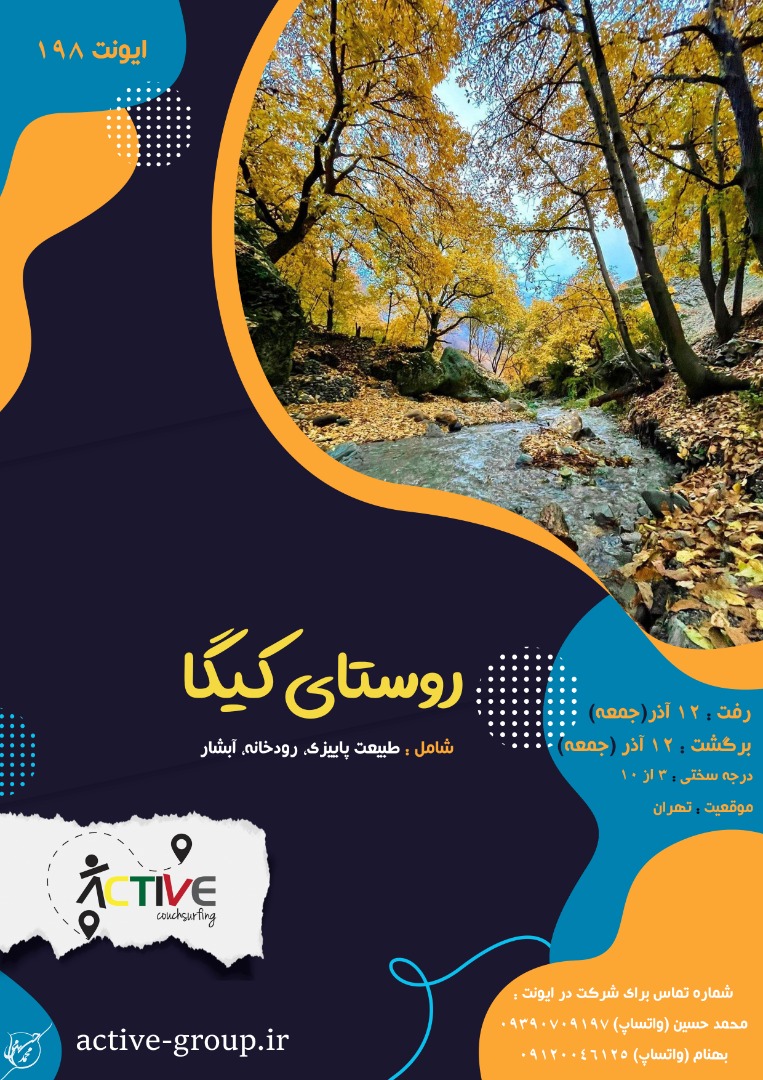 ایونت ۱۹۸
روستای کیگا
شامل : طبیعت پاییزی، رودخانه، آبشار
رفت : ۱۲ آذر(جمعه)
برگشت : ۱۲ آذر (جمعه)
درجه سختی : ۳ از ۱۰
موقعیت : تهران
ACTIVE
couchsurfing
active-group.ir
شماره تماس برای شرکت در ایونت :
محمد حسین (واتساپ) ۰۹۳۹۰۷۰۹۱۹۷
بهنام (واتساپ) ۰۹۱۲۰۰۴۶۱۲۵